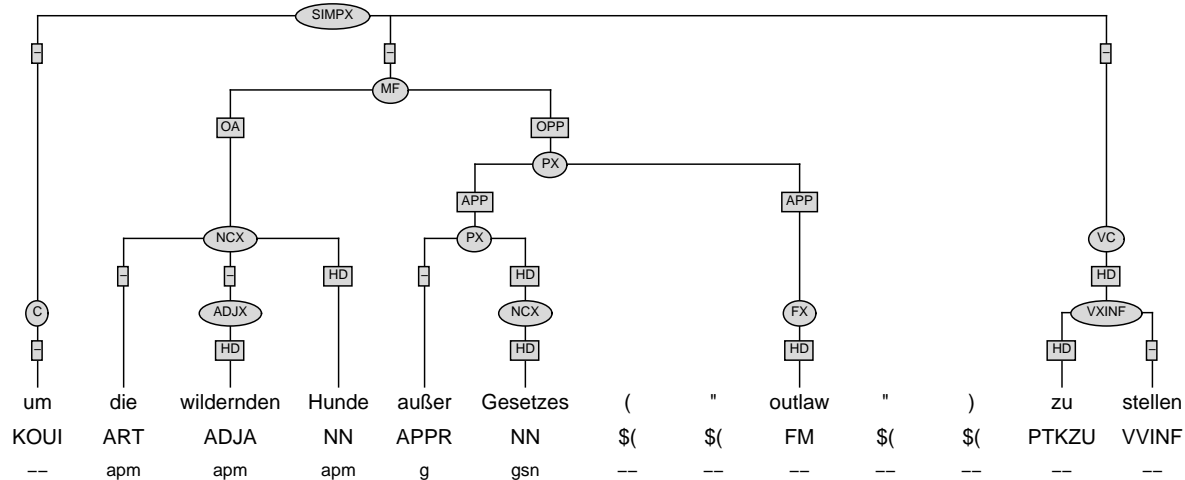 SIMPX
– – –
MF
OA OPP
PX
APP APP
NCX PX VC
– – HD – HD HD
C ADJX NCX FX VXINF
– HD HD HD HD –
um die wildernden Hunde außer Gesetzes ( " outlaw " ) zu stellen
KOUI ART ADJA NN APPR NN $( $( FM $( $( PTKZU VVINF
–– apm apm apm g gsn –– –– –– –– –– –– ––